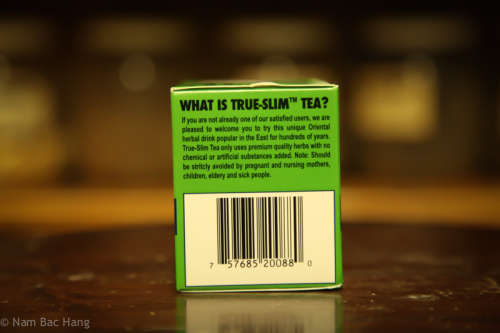 WHAT IS TRUE-SLIM™ TEA?
If you are not already one of our satisfied users, we are
pleased to welcome you to try this unique Oriental
herbal drink popular in the East for hundreds of years.
True-Slim Tea only uses premium quality herbs with no
chemical or artificial substances added. Note: Should
be strictly avoided by pregnant and nursing mothers,
children, eldery and sick people.
7 57685 20088 0
© Nam Bac Hang